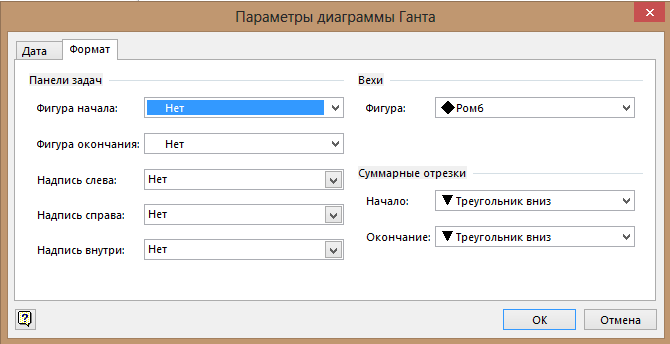 Параметры диаграммы Ганта
Дата
Формат
Панели задач
Фигура начала: Нет
Фигура окончания: Нет
Надпись слева: Нет
Надпись справа: Нет
Надпись внутри: Нет
Вехи
Фигура: Ромб
Суммарные отрезки
Начало: Треугольник вниз
Окончание: Треугольник вниз
ОК
Отмена